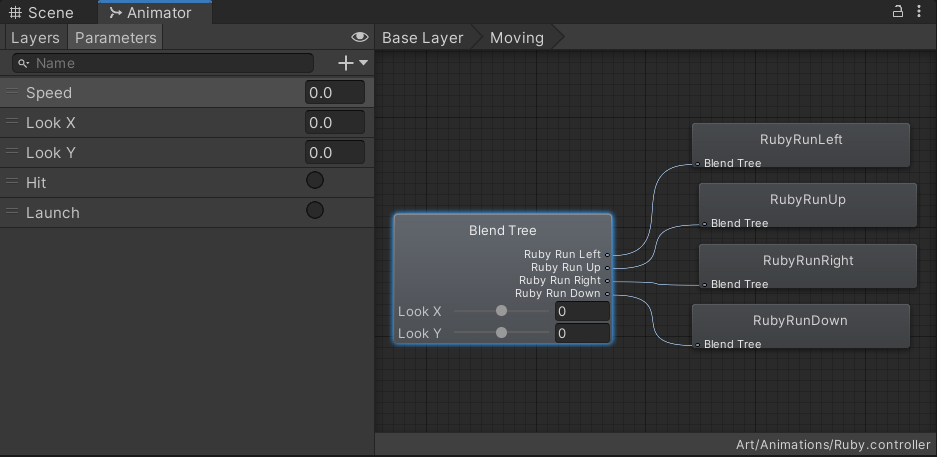 Scene
Animator
Layers
Parameters
Base Layer
Moving
Name
Speed
0.0
Look X
0.0
Look Y
0.0
Hit
Launch
Blend Tree
Ruby Run Left
Ruby Run Up
Ruby Run Right
Ruby Run Down
Look X
0
Look Y
0
RubyRunLeft
Blend Tree
RubyRunUp
Blend Tree
RubyRunRight
Blend Tree
RubyRunDown
Blend Tree
Art/Animations/Ruby.controller